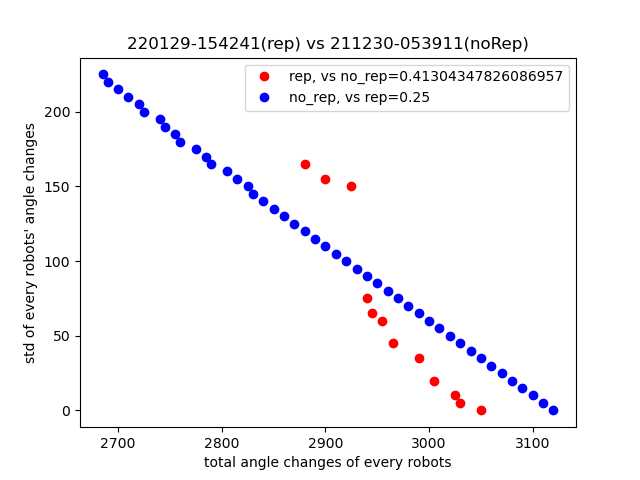 220129-154241(rep) vs 211230-053911(noRep)
rep, vs no_rep=0.41304347826086957
no_rep, vs rep=0.25
std of every robots' angle changes
200
150
100
50
0
2700 2800 2900 3000 3100
total angle changes of every robots